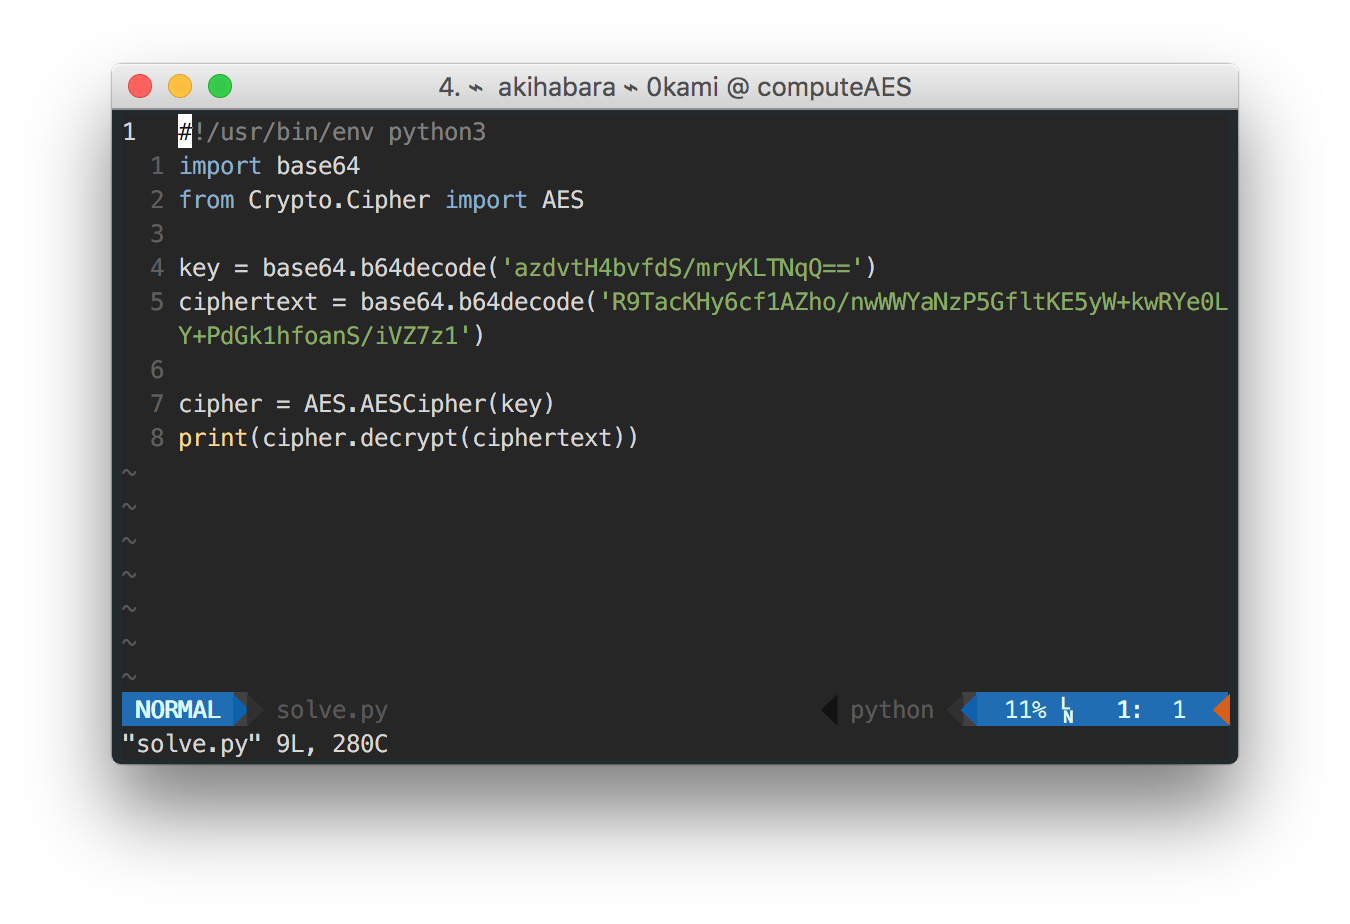 4. ⌁ akihabara ⌁ 0kami @ computeAES
1 #!/usr/bin/env python3
1 import base64
2 from Crypto.Cipher import AES
3
4 key = base64.b64decode('azdvtH4bvfdS/mryKLTNqQ==')
5 ciphertext = base64.b64decode('R9TacKHy6cf1AZho/nwWWYaNzP5GfltKE5yW+kwRYe0L
Y+PdGk1hfoanS/iVZ7z1')
6
7 cipher = AES.AESCipher(key)
8 print(cipher.decrypt(ciphertext))
~
~
~
~
~
~
~
NORMAL solve.py python 11% ␤ 1: 1
"solve.py" 9L, 280C